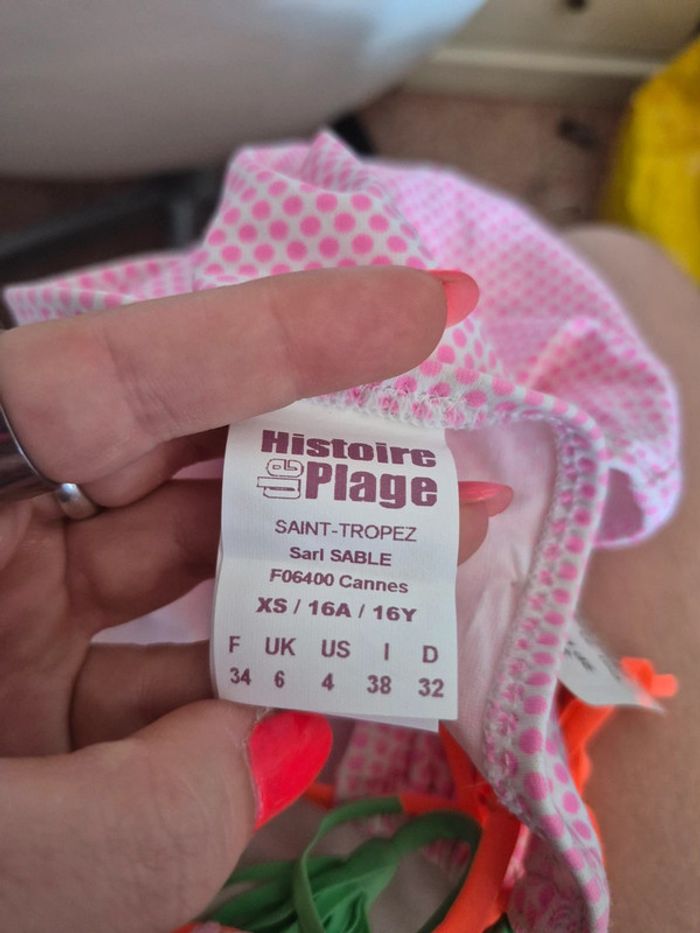 Histoire
de Plage
SAINT-TROPEZ
Sarl SABLE
F06400 Cannes
XS / 16A / 16Y
F UK US I D
34 6 4 38 32